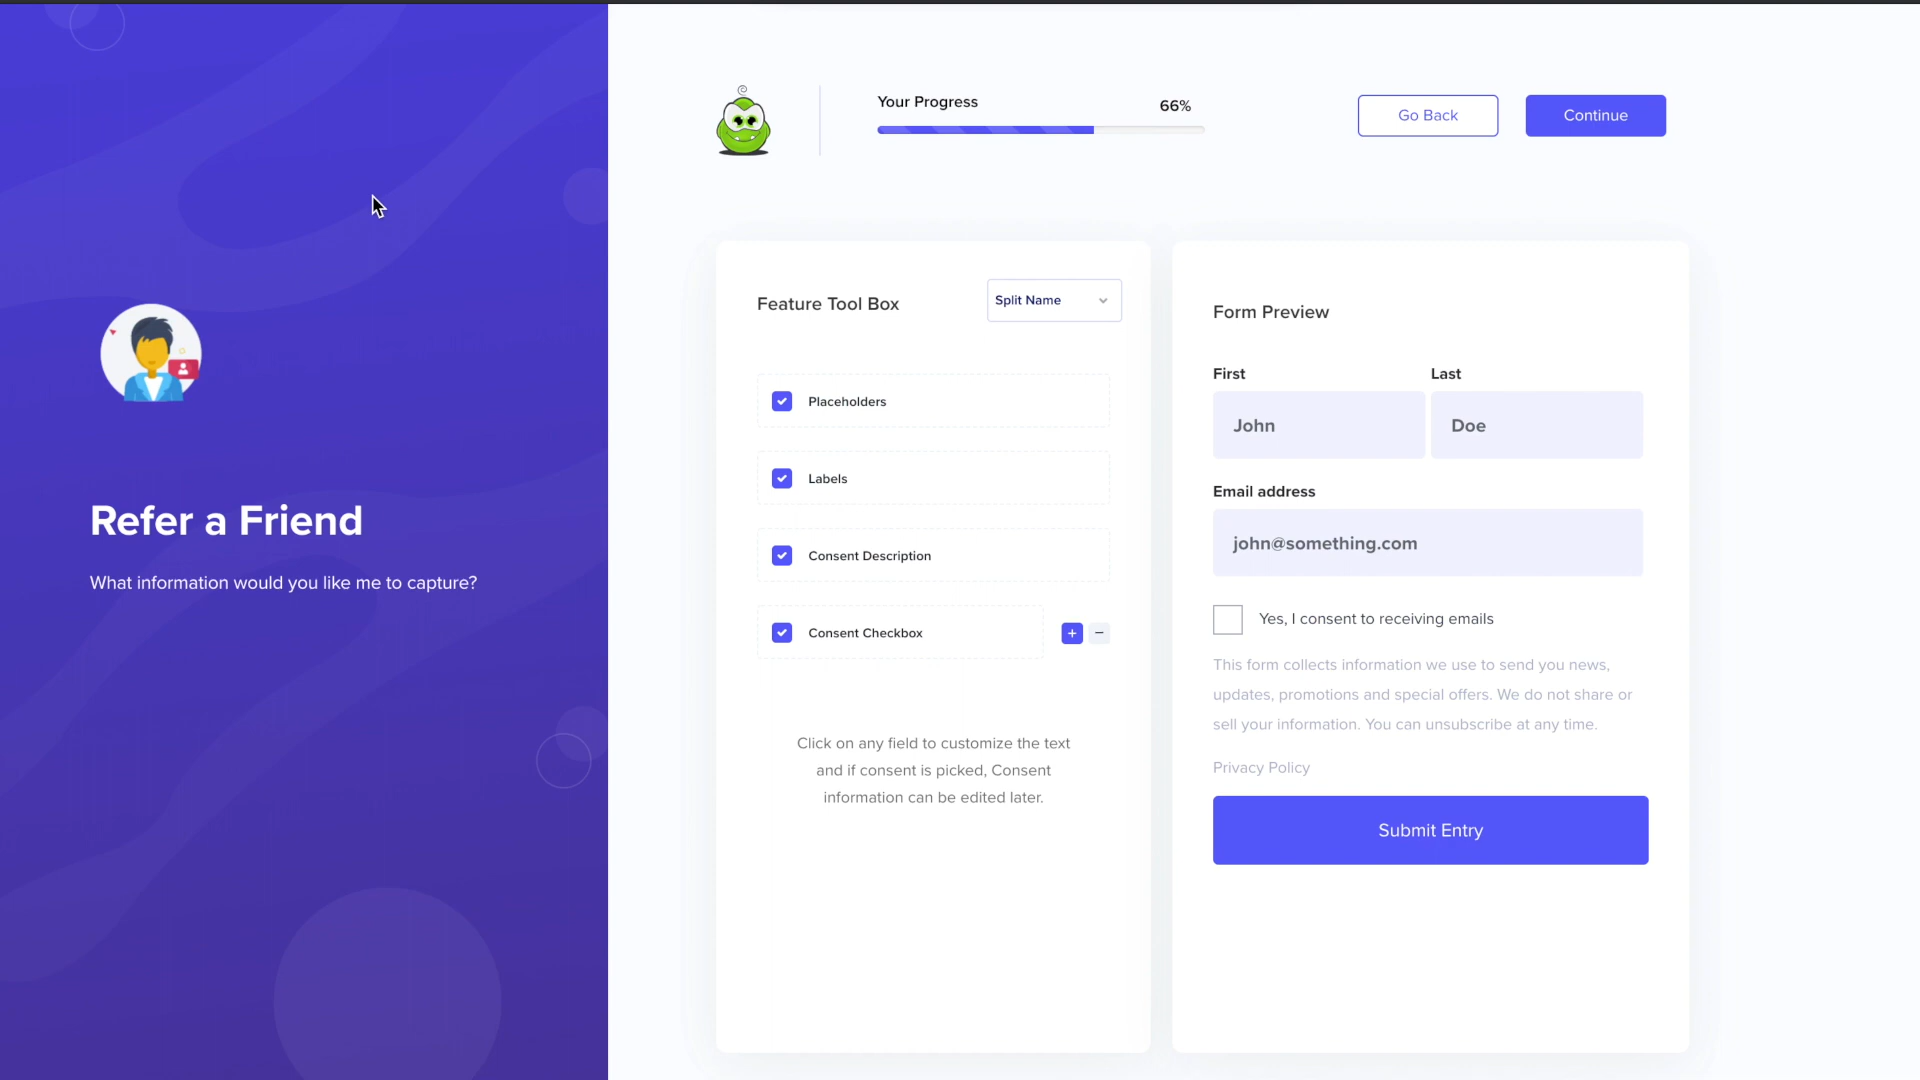 Your Progress
66%
Go Back
Continue
Refer a Friend
What information would you like me to capture?
Feature Tool Box
Split Name
Placeholders
Labels
Consent Description
Consent Checkbox
Click on any field to customize the text
and if consent is picked, Consent
information can be edited later.
Form Preview
First
Last
John
Doe
Email address
john@something.com
Yes, I consent to receiving emails
This form collects information we use to send you news,
updates, promotions and special offers. We do not share or
sell your information. You can unsubscribe at any time.
Privacy Policy
Submit Entry